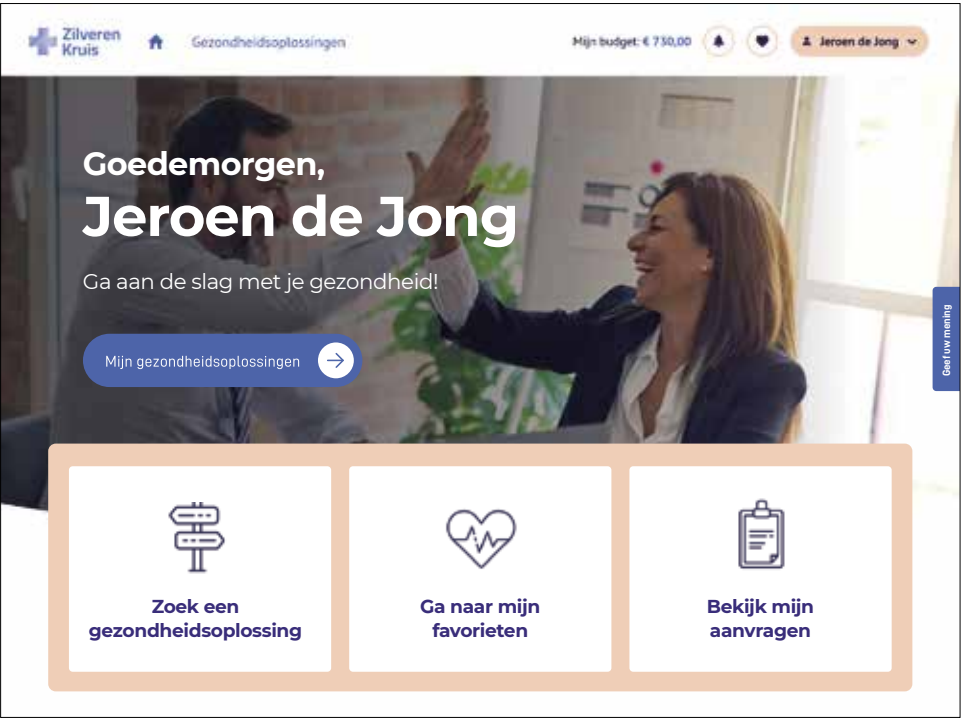 Zilveren
Kruis
Gezondheidsoplossingen
Mijn budget: € 730,00
Jeroen de Jong
Goedemorgen,
Jeroen de Jong
Ga aan de slag met je gezondheid!
Mijn gezondheidsoplossingen
Geef uw mening
Zoek een
gezondheidsoplossing
Ga naar mijn
favorieten
Bekijk mijn
aanvragen